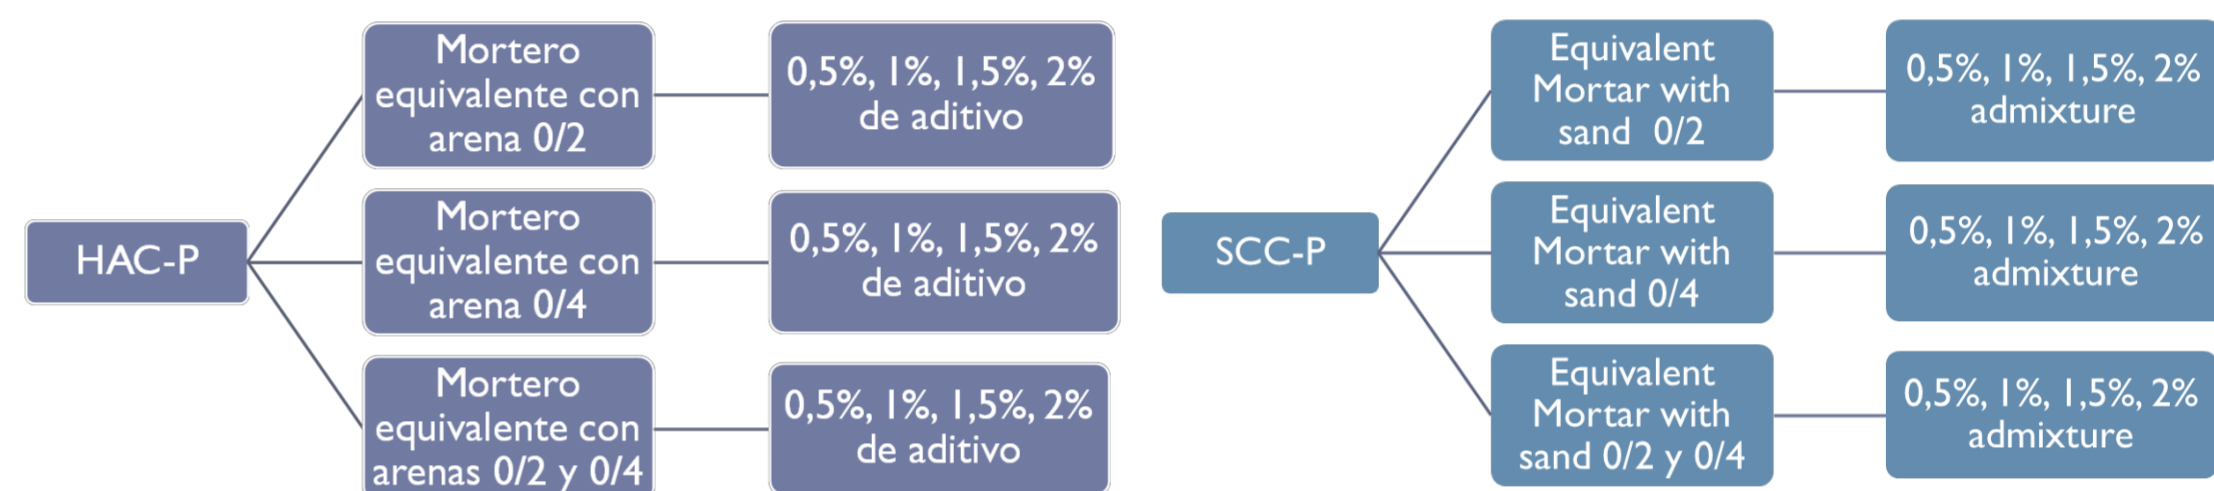 HAC-P
Mortero
equivalente con
arena 0/2
0,5%, 1%, 1,5%, 2%
de aditivo
Mortero
equivalente con
arena 0/4
0,5%, 1%, 1,5%, 2%
de aditivo
Mortero
equivalente con
arenas 0/2 y 0/4
0,5%, 1%, 1,5%, 2%
de aditivo
SCC-P
Equivalent
Mortar with
sand 0/2
0,5%, 1%, 1,5%, 2%
admixture
Equivalent
Mortar with
sand 0/4
0,5%, 1%, 1,5%, 2%
admixture
Equivalent
Mortar with
sand 0/2 y 0/4
0,5%, 1%, 1,5%, 2%
admixture